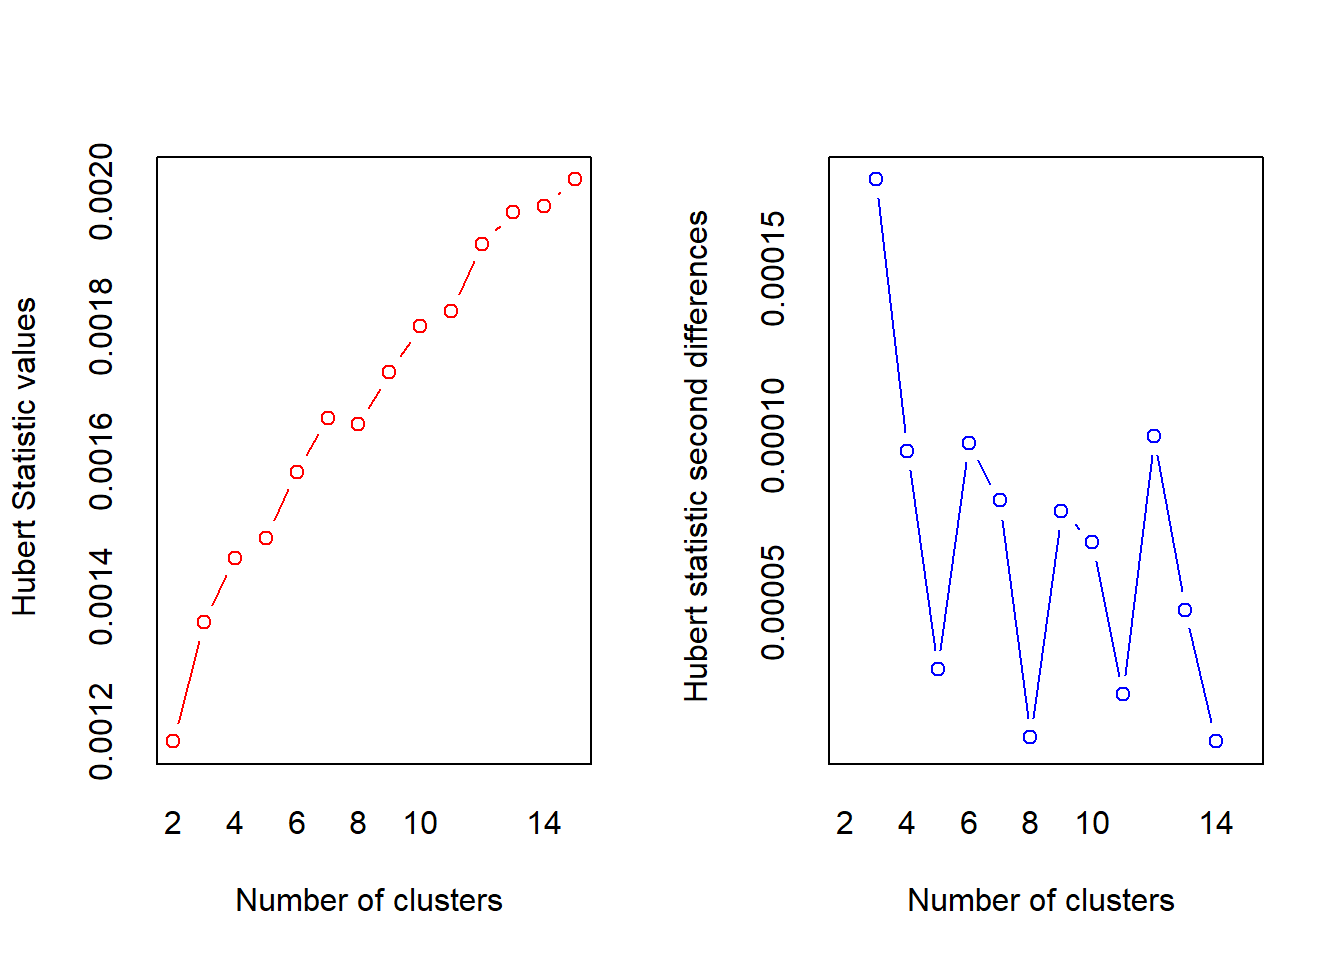 Hubert Statistic values
0.0020
0.0018
0.0016
0.0014
0.0012
2 4 6 8 10 14
Number of clusters
Hubert statistic second differences
0.00015
0.00010
0.00005
2 4 6 8 10 14
Number of clusters